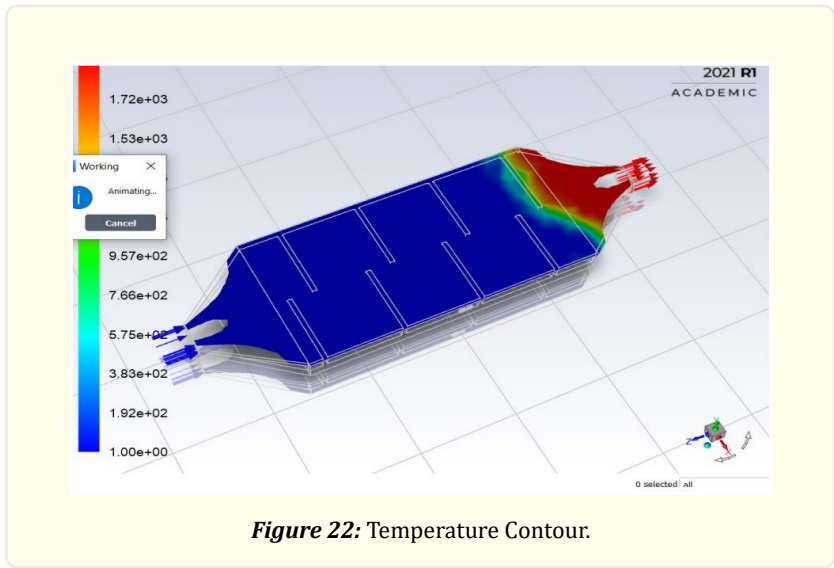 2021 R1
ACADEMIC
1.72e+03
1.53e+03
Working
Animating...
Cancel
9.57e+02
7.66e+02
5.75e+02
3.83e+02
1.92e+02
1.00e+00
0 selected all
Figure 22: Temperature Contour.